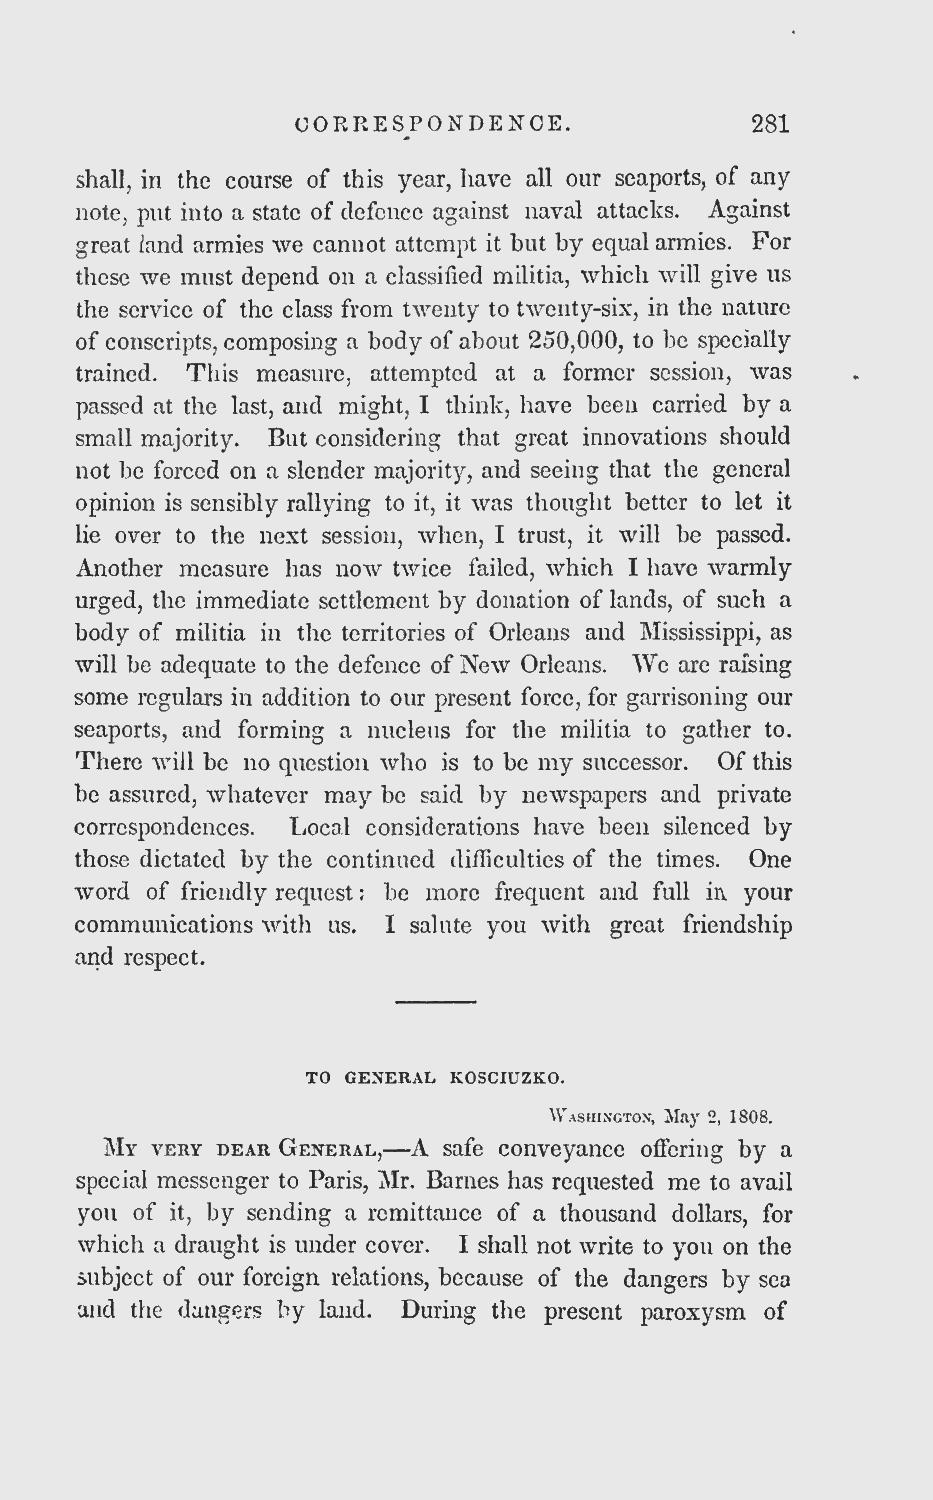 CORRESPONDENCE. 281
shall, in the course of this year, have all our seaports, of any
note, put into a state of defence against naval attacks. Against
great land armies we cannot attempt it but by equal armies. For
these we must depend on a classified militia, which will give us
the service of the class from twenty to twenty-six, in the nature
of conscripts, composing a body of about 250,000, to be specially
trained. This measure, attempted at a former session, was
passed at the last, and might, I think, have been carried by a
small majority. But considering that great innovations should
not be forced on a slender majority, and seeing that the general
opinion is sensibly rallying to it, it was thought better to let it
lie over to the next session, when, I trust, it will be passed.
Another measure has now twice failed, which I have warmly
urged, the immediate settlement by donation of lands, of such a
body of militia in the territories of Orleans and Mississippi, as
will be adequate to the defence of New Orleans. We are raising
some regulars in addition to our present force, for garrisoning our
seaports, and forming a nucleus for the militia to gather to.
There will be no question who is to be my successor. Of this
be assured, whatever may be said by newspapers and private
correspondences. Local considerations have been silenced by
those dictated by the continued difficulties of the times. One
word of friendly request: be more frequent and full in your
communications with us. I salute you with great friendship
and respect.
TO GENERAL KOSCIUZKO.
WASHINGTON, May 2, 1808.
MY VERY DEAR GENERAL,—A safe conveyance offering by a
special messenger to Paris, Mr. Barnes has requested me to avail
you of it, by sending a remittance of a thousand dollars, for
which a draught is under cover. I shall not write to you on the
subject of our foreign relations, because of the dangers by sea
and the dangers by land. During the present paroxysm of